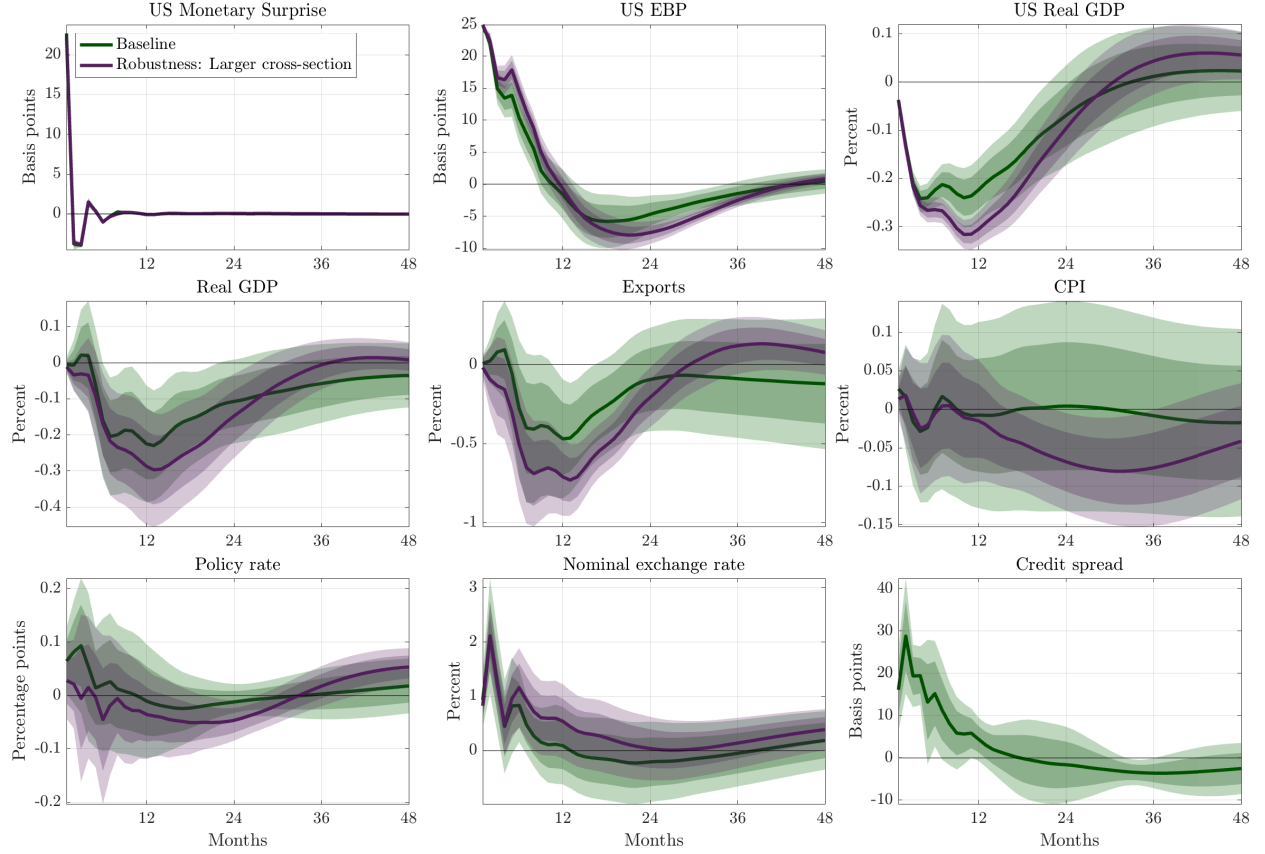 US Monetary Surprise
Basis points
20
15
10
5
0
12 24 36 48
Baseline
Robustness: Larger cross-section
US EBP
Basis points
25
20
15
10
5
0
-5
-10
12 24 36 48
US Real GDP
Percent
0.1
0
-0.1
-0.2
-0.3
12 24 36 48
Real GDP
Percent
0.1
0
-0.1
-0.2
-0.3
-0.4
12 24 36 48
Exports
Percent
0
-0.5
-1
12 24 36 48
CPI
Percent
0.1
0.05
0
-0.05
-0.1
-0.15
12 24 36 48
Policy rate
Percentage points
0.2
0.1
0
-0.1
-0.2
12 24 36 48
Months
Nominal exchange rate
Percent
3
2
1
0
12 24 36 48
Months
Credit spread
Basis points
40
30
20
10
0
-10
12 24 36 48
Months